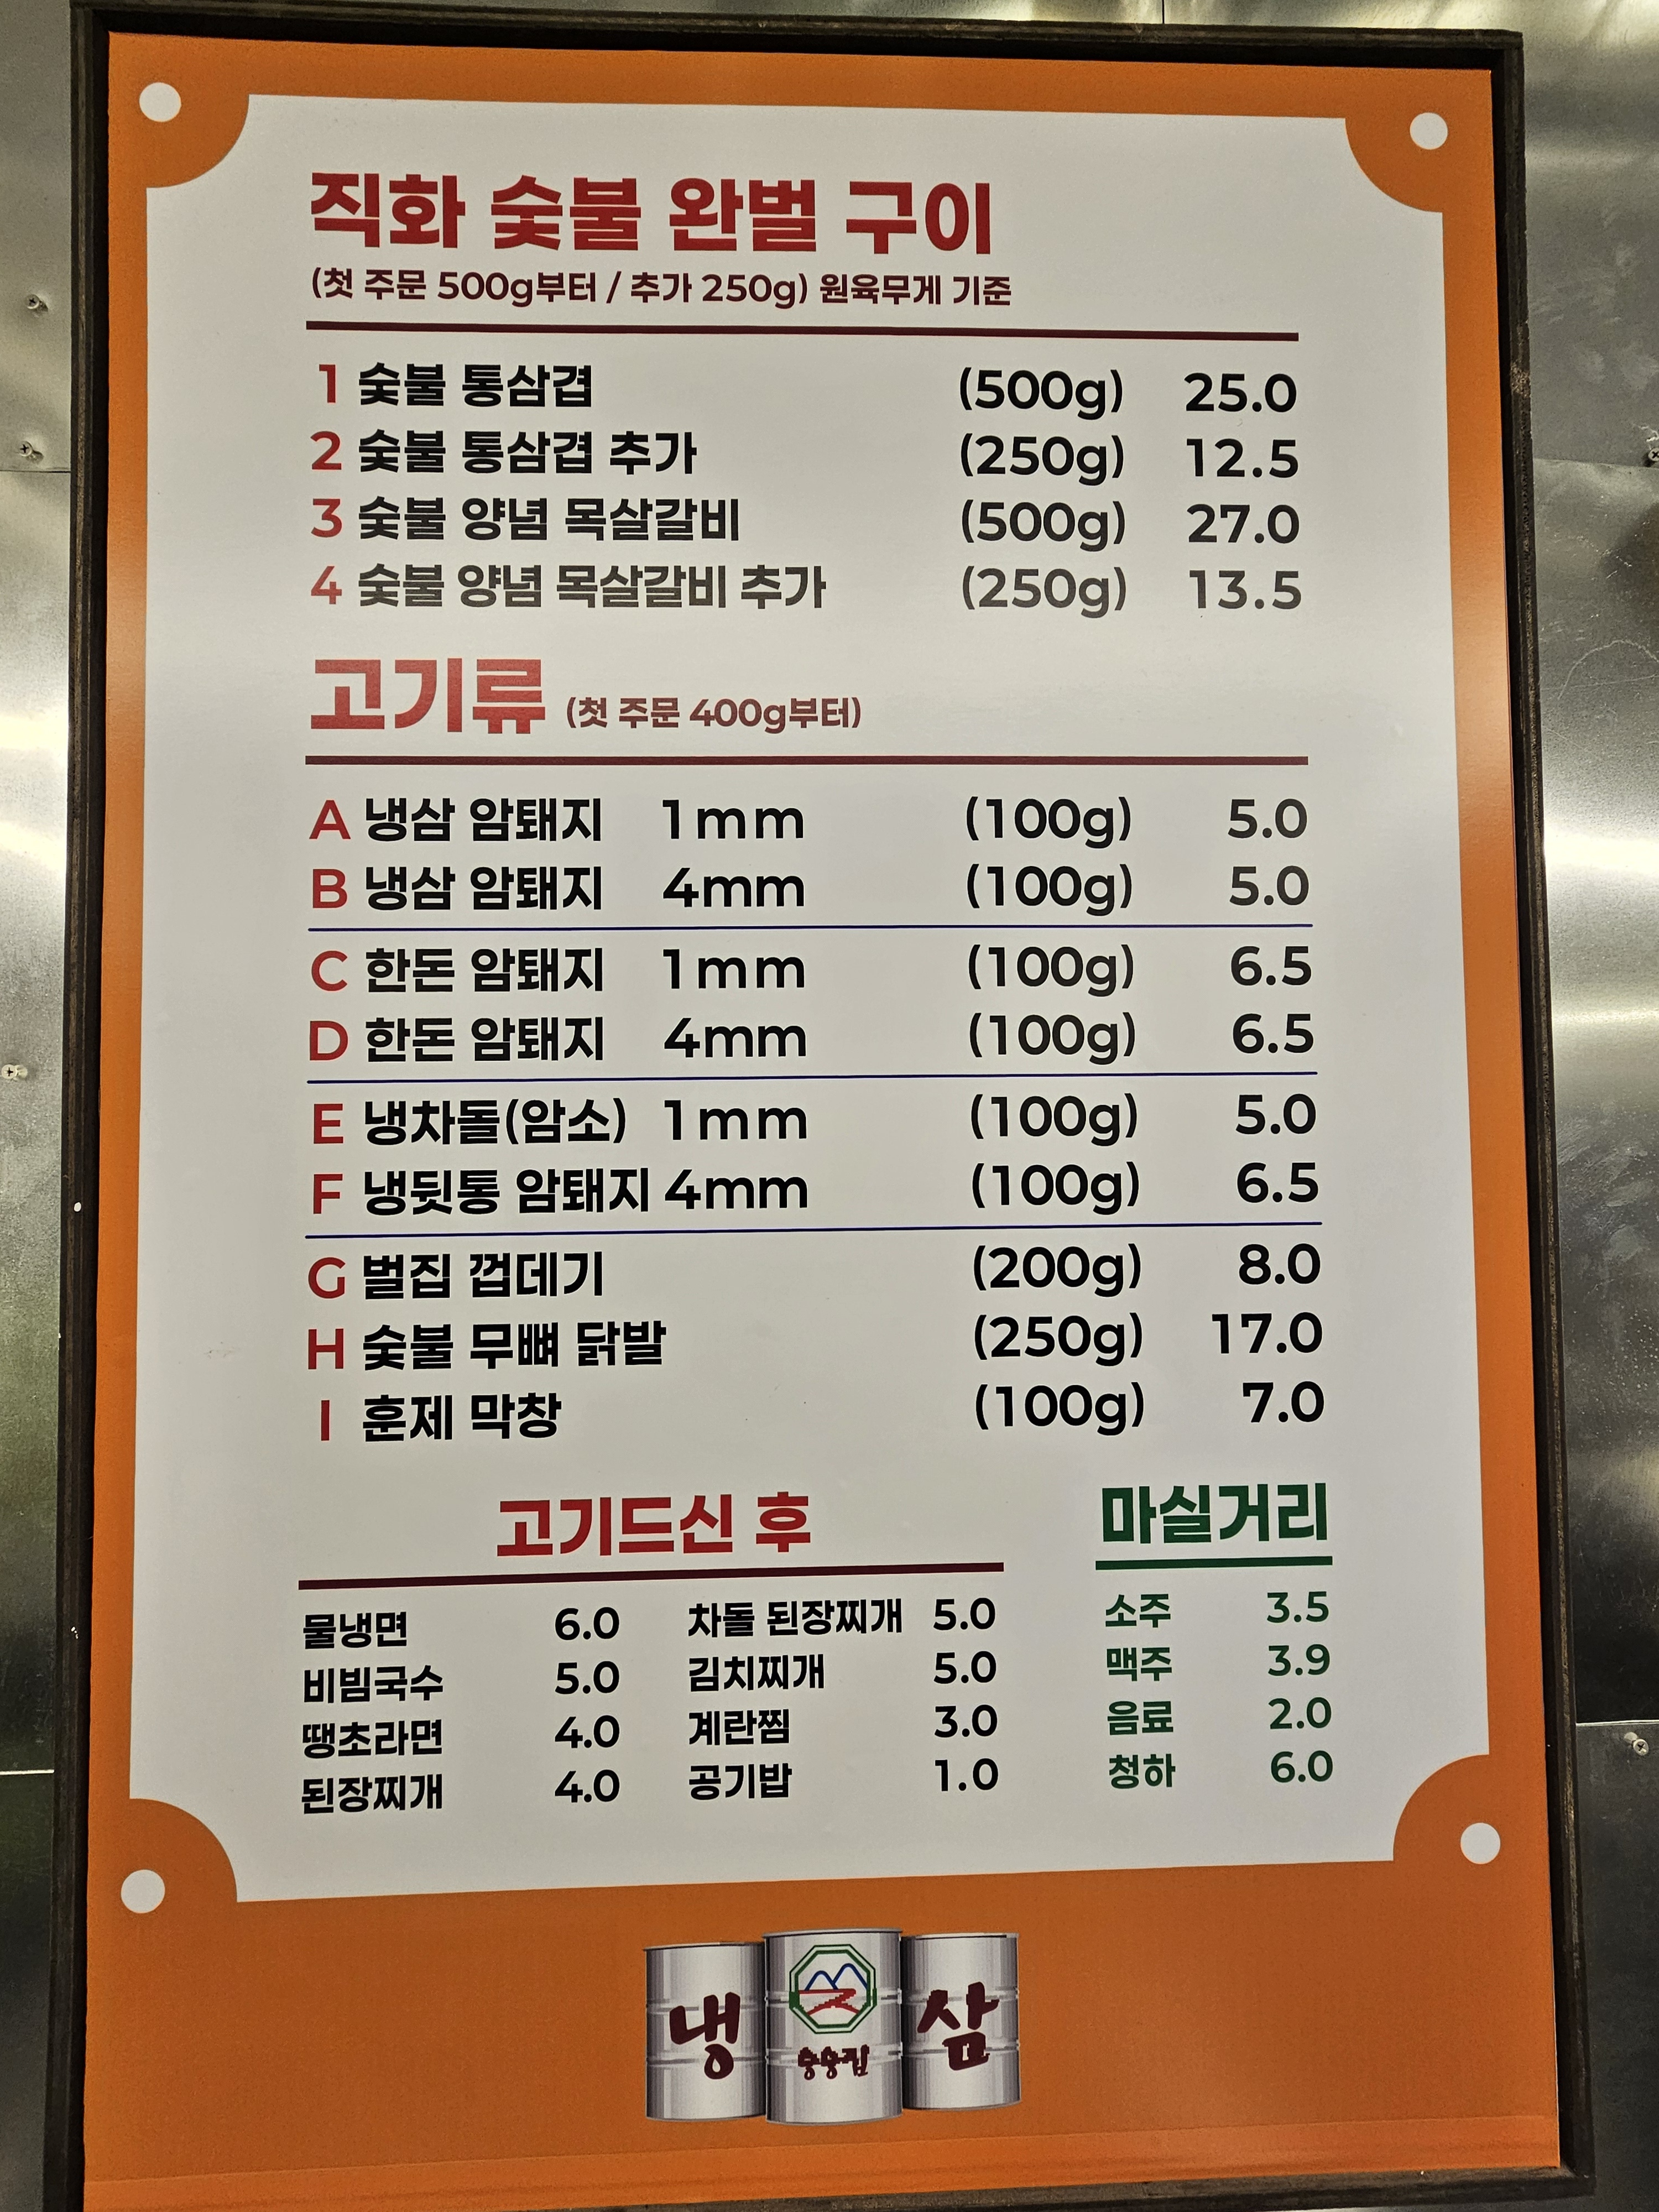 직화 숯불 완벌 구이
(첫 주문 500g부터 / 추가 250g) 원육무게 기준
1 숯불 통삼겹 (500g) 25.0
2 숯불 통삼겹 추가 (250g) 12.5
3 숯불 양념 목살갈비 (500g) 27.0
4 숯불 양념 목살갈비 추가 (250g) 13.5
고기류 (첫 주문 400g부터)
A 냉삼 암퇘지 1mm (100g) 5.0
B 냉삼 암퇘지 4mm (100g) 5.0
C 한돈 암퇘지 1mm (100g) 6.5
D 한돈 암퇘지 4mm (100g) 6.5
E 냉차돌(암소) 1mm (100g) 5.0
F 냉뒷통 암퇘지 4mm (100g) 6.5
G 벌집 껍데기 (200g) 8.0
H 숯불 무뼈 닭발 (250g) 17.0
I 훈제 막창 (100g) 7.0
고기드신 후
물냉면 6.0
비빔국수 5.0
땡초라면 4.0
된장찌개 4.0
차돌 된장찌개 5.0
김치찌개 5.0
계란찜 3.0
공기밥 1.0
마실거리
소주 3.5
맥주 3.9
음료 2.0
청하 6.0
냉
숭숭집
삼